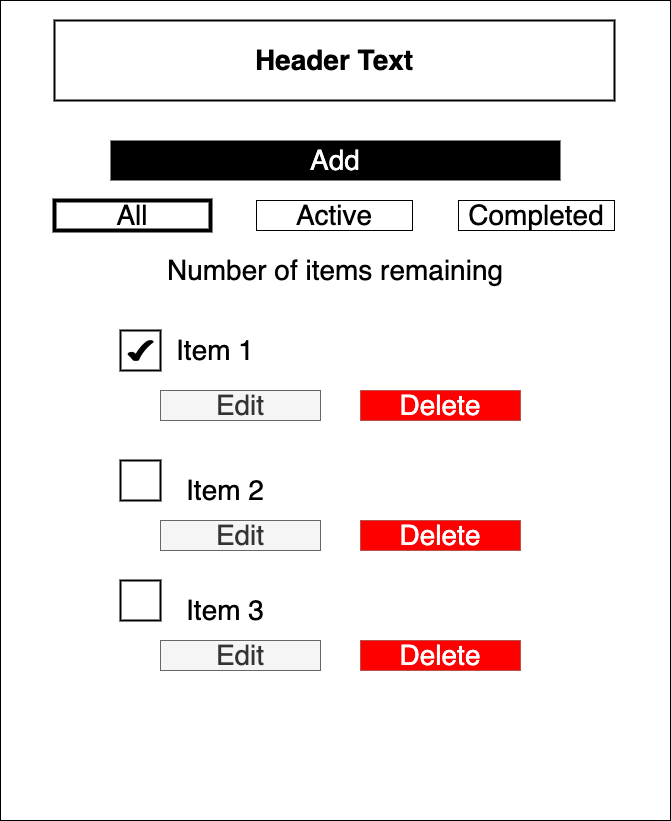 Header Text
Add
All Active Completed
Number of items remaining
✔ Item 1
Edit Delete
Item 2
Edit Delete
Item 3
Edit Delete